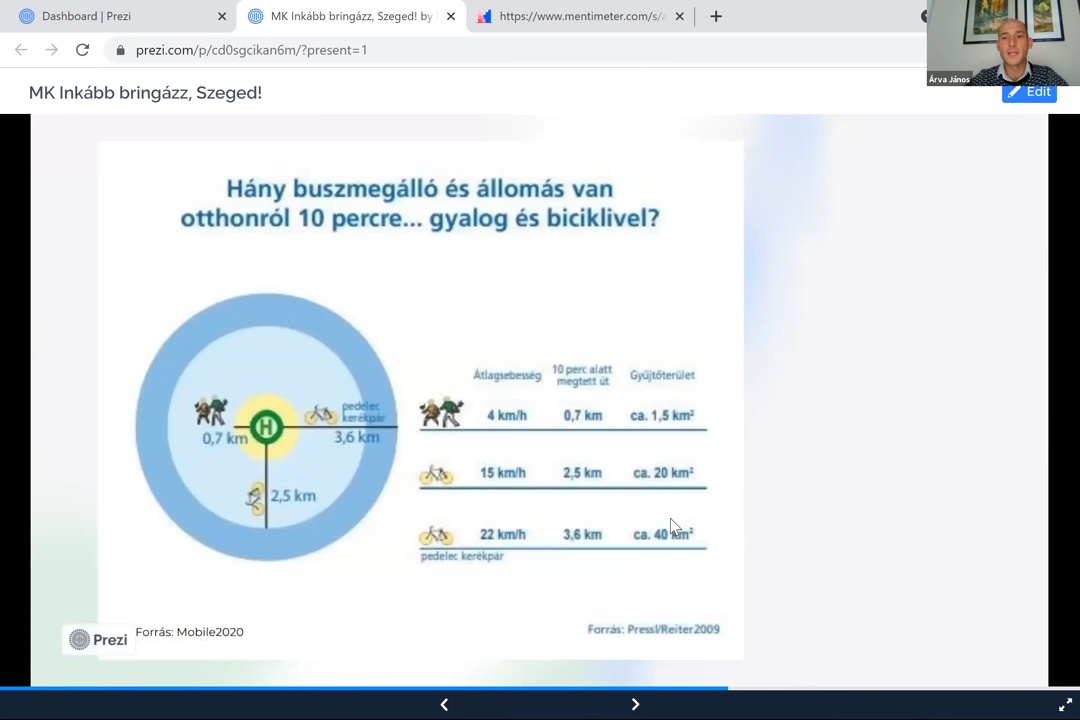 Dashboard | Prezi
MK Inkább bringázz, Szeged! by
https://www.mentimeter.com/s/
prezi.com/p/cd0sgcikan6m/?present=1
Árva János
MK Inkább bringázz, Szeged!
Edit
Hány buszmegálló és állomás van
otthonról 10 percre... gyalog és biciklivel?
Átlagsebesség 10 perc alatt megtett út Gyűjtőterület
4 km/h 0,7 km ca. 1,5 km²
15 km/h 2,5 km ca. 20 km²
22 km/h 3,6 km ca. 40 km²
pedelec kerékpár
pedelec
kerékpár
H
0,7 km
3,6 km
2,5 km
Prezi
Forrás: Mobile2020
Forrás: Pressl/Reiter2009